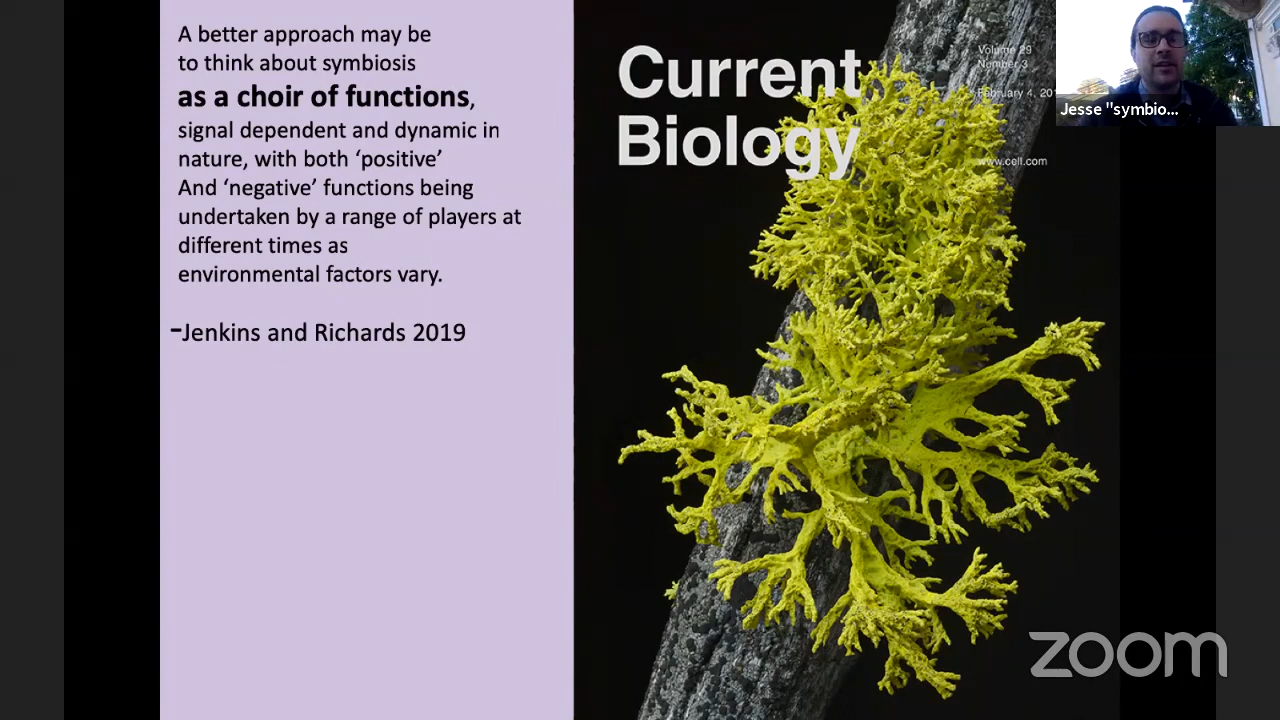 A better approach may be
to think about symbiosis
as a choir of functions,
signal dependent and dynamic in
nature, with both ‘positive’
And ‘negative’ functions being
undertaken by a range of players at
different times as
environmental factors vary.
-Jenkins and Richards 2019
Current
Biology
Volume 29
Number 3
February 4, 201
www.cell.com
Jesse "symbio...
zoom